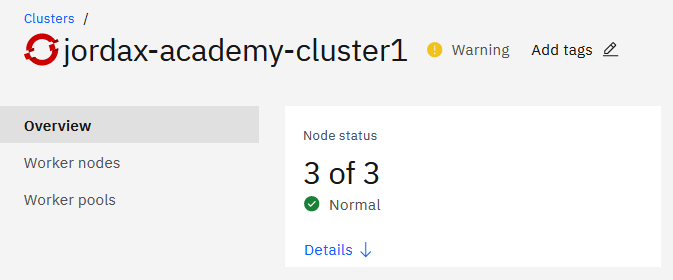 Clusters /
jordax-academy-cluster1 Warning Add tags
Overview
Worker nodes
Worker pools
Node status
3 of 3
Normal
Details